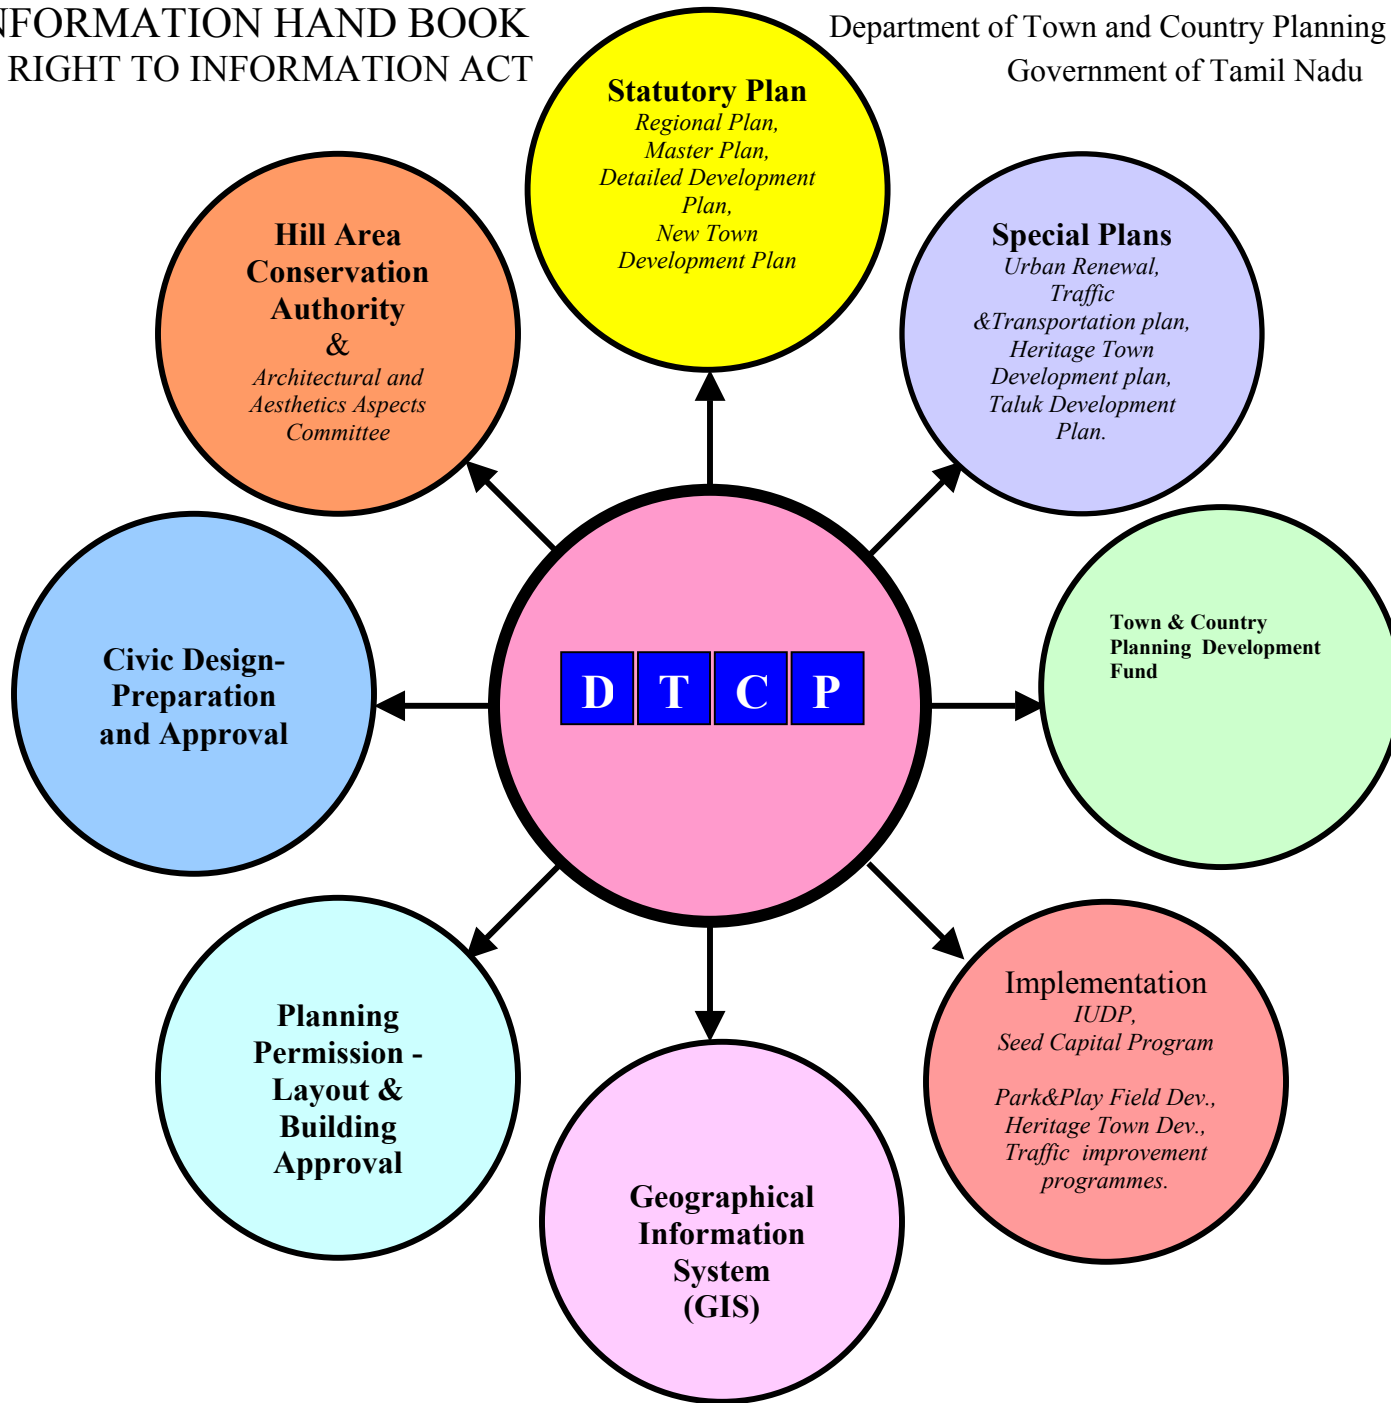 NFORMATION HAND BOOK
RIGHT TO INFORMATION ACT
Department of Town and Country Planning
Government of Tamil Nadu
Statutory Plan
Regional Plan,
Master Plan,
Detailed Development
Plan,
New Town
Development Plan
Hill Area
Conservation
Authority
&
Architectural and
Aesthetics Aspects
Committee
Special Plans
Urban Renewal,
Traffic
&Transportation plan,
Heritage Town
Development plan,
Taluk Development
Plan.
Civic Design-
Preparation
and Approval
D T C P
Town & Country
Planning Development
Fund
Planning
Permission -
Layout &
Building
Approval
Geographical
Information
System
(GIS)
Implementation
IUDP,
Seed Capital Program
Park&Play Field Dev.,
Heritage Town Dev.,
Traffic improvement
programmes.